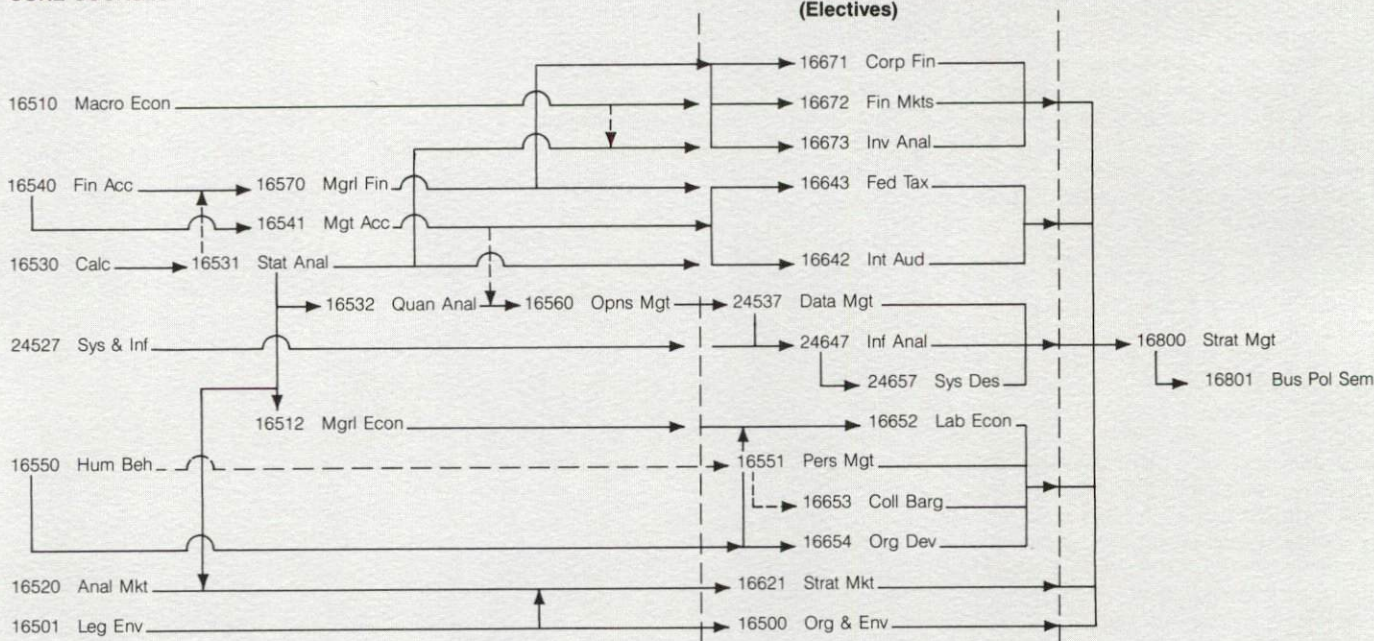 (Electives)
16671 Corp Fin
16510 Macro Econ
16672 Fin Mkts
16673 Inv Anal
16540 Fin Acc
16570 Mgrl Fin
16643 Fed Tax
16541 Mgt Acc
16530 Calc
16531 Stat Anal
16642 Int Aud
16532 Quan Anal
16560 Opns Mgt
24537 Data Mgt
24527 Sys & Inf
24647 Inf Anal
16800 Strat Mgt
24657 Sys Des
16801 Bus Pol Sem
16512 Mgrl Econ
16652 Lab Econ
16550 Hum Beh
16551 Pers Mgt
16653 Coll Barg
16654 Org Dev
16520 Anal Mkt
16621 Strat Mkt
16501 Leg Env
16500 Org & Env